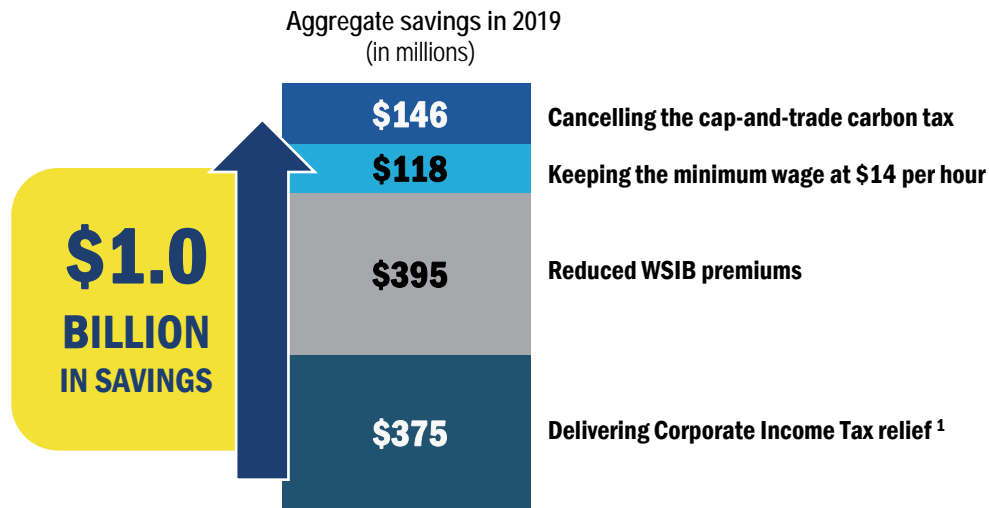 Aggregate savings in 2019
(in millions)
$146
Cancelling the cap-and-trade carbon tax
$118
Keeping the minimum wage at $14 per hour
$395
Reduced WSIB premiums
$375
Delivering Corporate Income Tax relief 1
$1.0
BILLION
IN SAVINGS